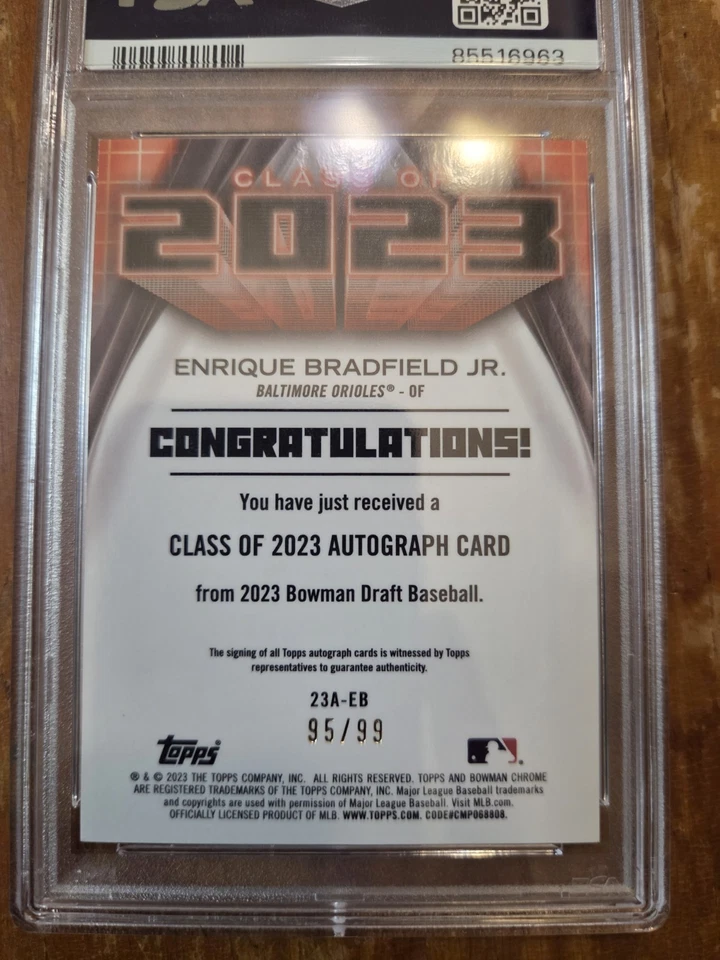 PSA
85516963
CLASS OF
2023
ENRIQUE BRADFIELD JR.
BALTIMORE ORIOLES® - OF
CONGRATULATIONS!
You have just received a
CLASS OF 2023 AUTOGRAPH CARD
from 2023 Bowman Draft Baseball.
The signing of all Topps autograph cards is witnessed by Topps
representatives to guarantee authenticity.
23A-EB
95/99
topps
® & © 2023 THE TOPPS COMPANY, INC. ALL RIGHTS RESERVED. TOPPS AND BOWMAN CHROME
ARE REGISTERED TRADEMARKS OF THE TOPPS COMPANY, INC. Major League Baseball trademarks
and copyrights are used with permission of Major League Baseball. Visit MLB.com.
OFFICIALLY LICENSED PRODUCT OF MLB. WWW.TOPPS.COM. CODE#CMP068808.
PSA